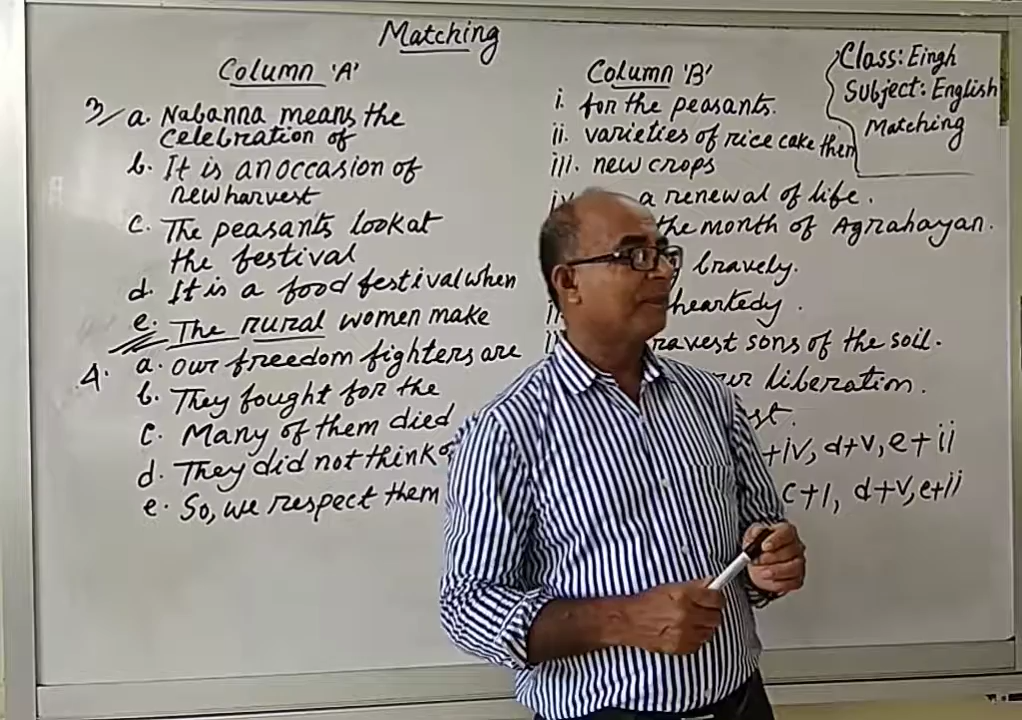 Matching
Class: Eingh
Subject: English
Matching
Column 'A'
3/ a. Nabanna means the
celebration of
b. It is an occasion of
new harvest
c. The peasants look at
the festival
d. It is a food festival when
e. The rural women make
4. a. Our freedom fighters are
b. They fought for the
c. Many of them died
d. They did not think
e. So, we respect them
Column 'B'
i. for the peasants.
ii. varieties of rice cake then
iii. new crops
a renewal of life.
the month of Agrahayan.
bravely.
heartedy.
ravest sons of the soil.
ur liberation.
st.
+iv, d+v, e+ii
c+1, d+v, e+ii